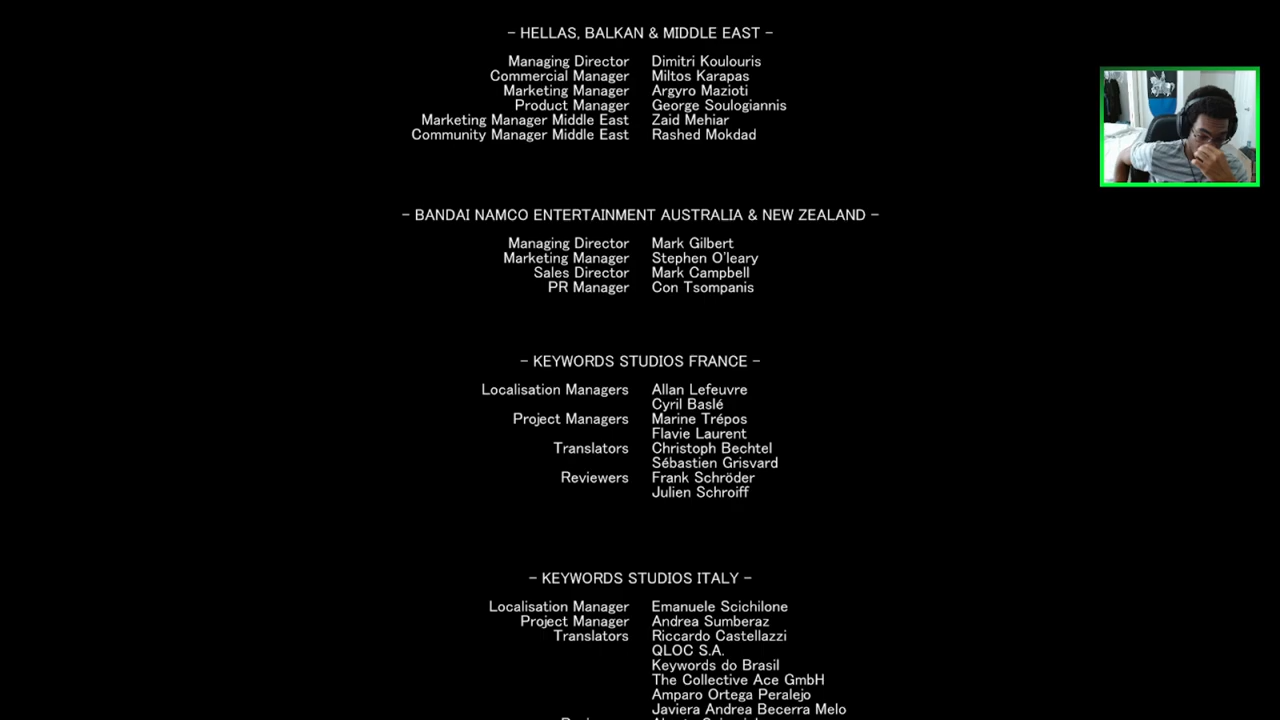 – HELLAS, BALKAN & MIDDLE EAST –
Managing Director Dimitri Koulouris
Commercial Manager Miltos Karapas
Marketing Manager Argyro Mazioti
Product Manager George Soulogiannis
Marketing Manager Middle East Zaid Mehiar
Community Manager Middle East Rashed Mokdad
– BANDAI NAMCO ENTERTAINMENT AUSTRALIA & NEW ZEALAND –
Managing Director Mark Gilbert
Marketing Manager Stephen O'leary
Sales Director Mark Campbell
PR Manager Con Tsompanis
– KEYWORDS STUDIOS FRANCE –
Localisation Managers Allan Lefeuvre
Cyril Baslé
Project Managers Marine Trépos
Flavie Laurent
Translators Christoph Bechtel
Sébastien Grisvard
Reviewers Frank Schröder
Julien Schroiff
– KEYWORDS STUDIOS ITALY –
Localisation Manager Emanuele Scichilone
Project Manager Andrea Sumberaz
Translators Riccardo Castellazzi
QLOC S.A.
Keywords do Brasil
The Collective Ace GmbH
Amparo Ortega Peralejo
Javiera Andrea Becerra Melo